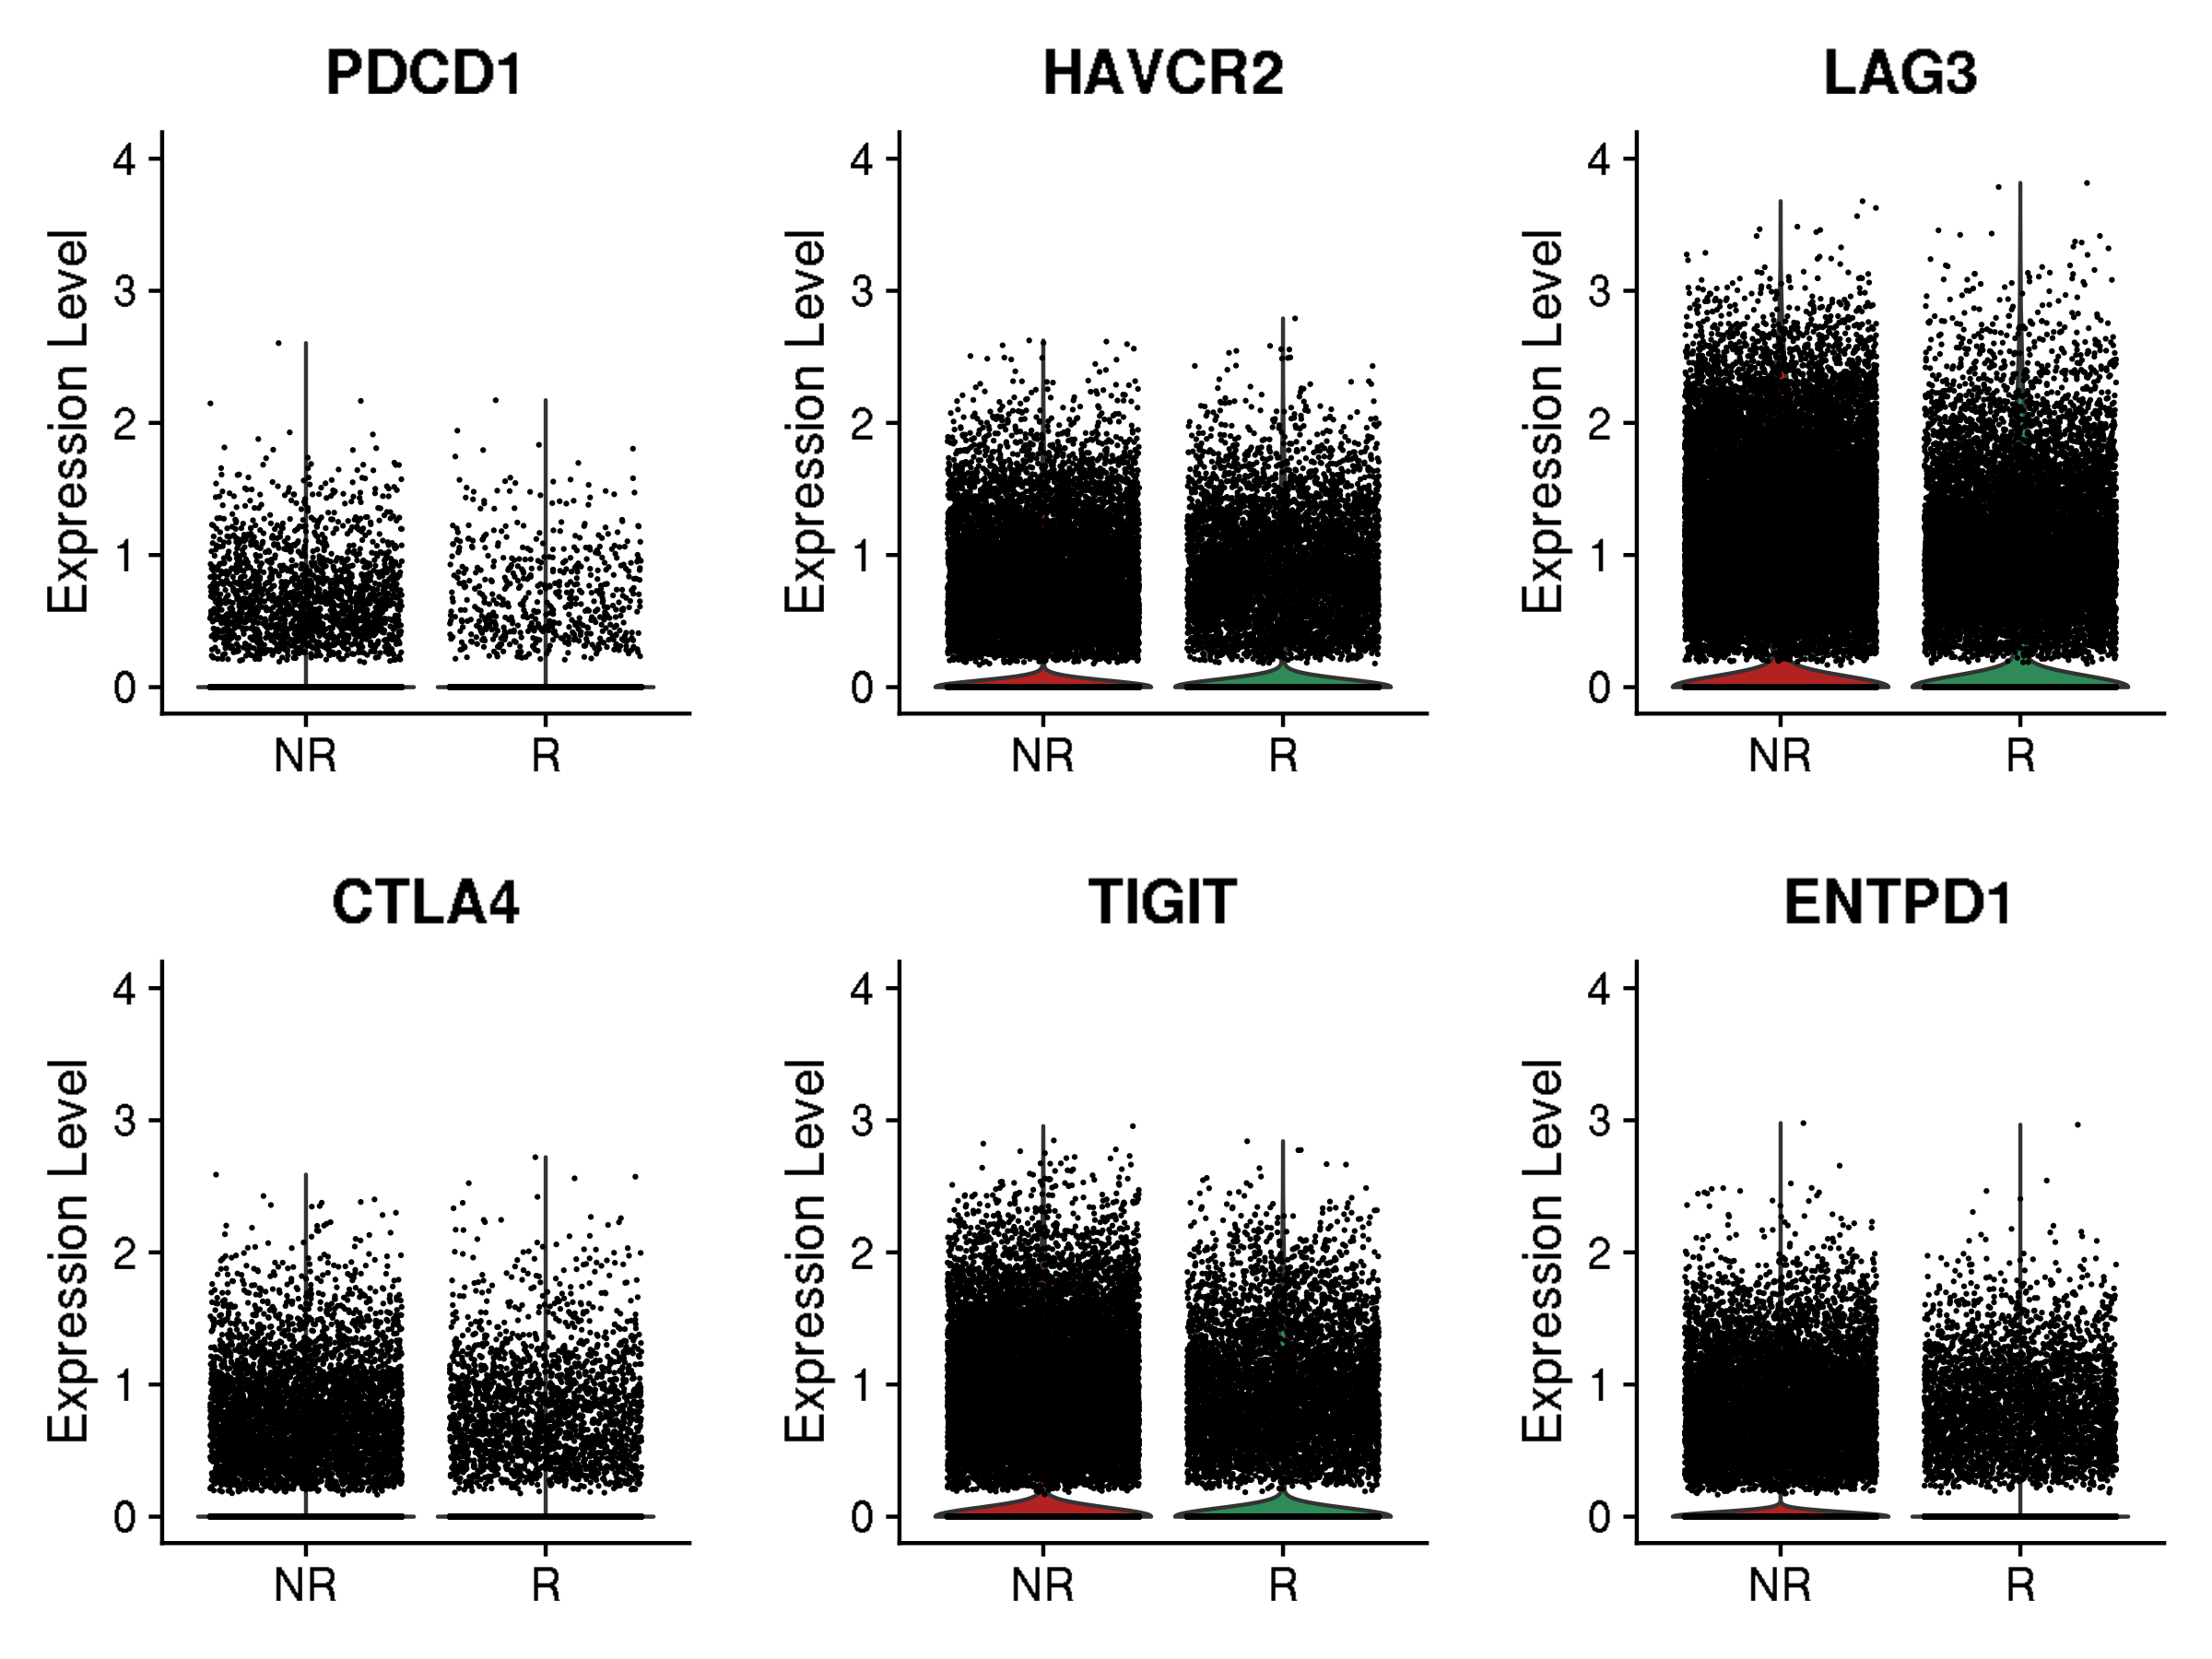 PDCD1
Expression Level
4
3
2
1
0
NR R
HAVCR2
Expression Level
4
3
2
1
0
NR R
LAG3
Expression Level
4
3
2
1
0
NR R
CTLA4
Expression Level
4
3
2
1
0
NR R
TIGIT
Expression Level
4
3
2
1
0
NR R
ENTPD1
Expression Level
4
3
2
1
0
NR R